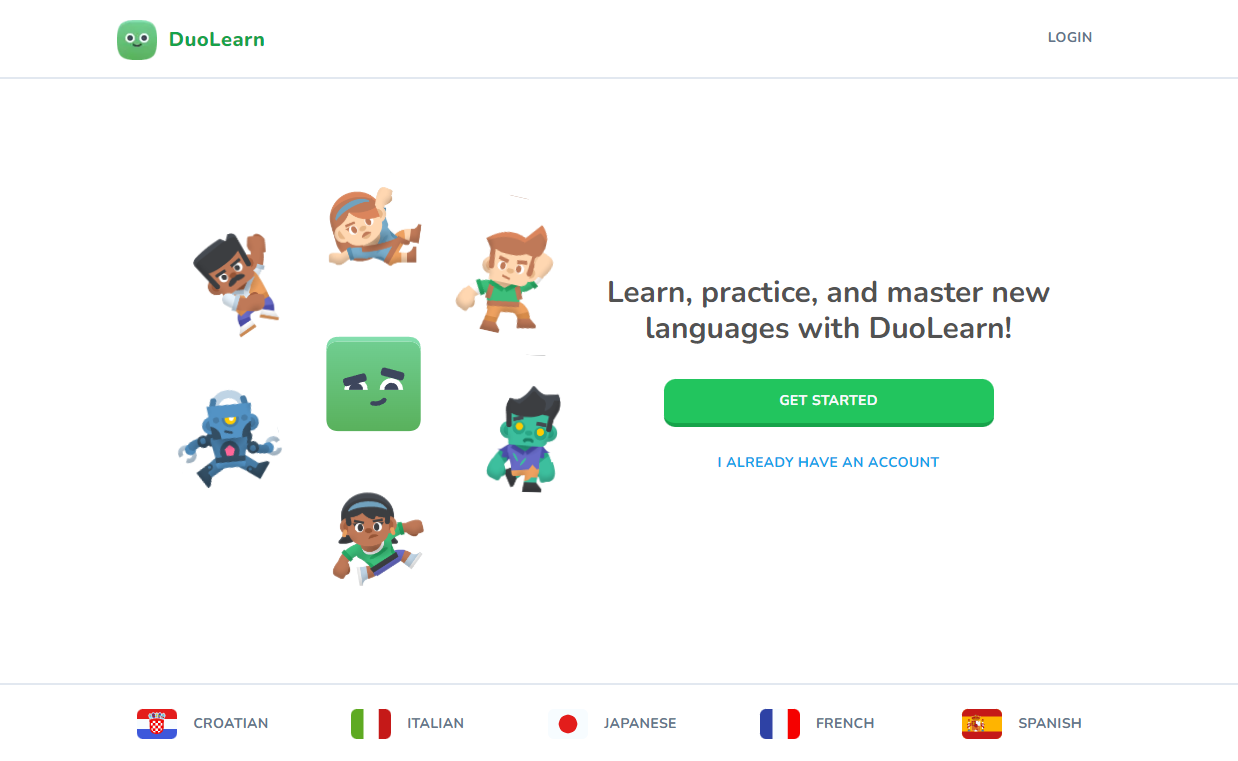 DuoLearn
LOGIN
Learn, practice, and master new
languages with DuoLearn!
GET STARTED
I ALREADY HAVE AN ACCOUNT
CROATIAN
ITALIAN
JAPANESE
FRENCH
SPANISH